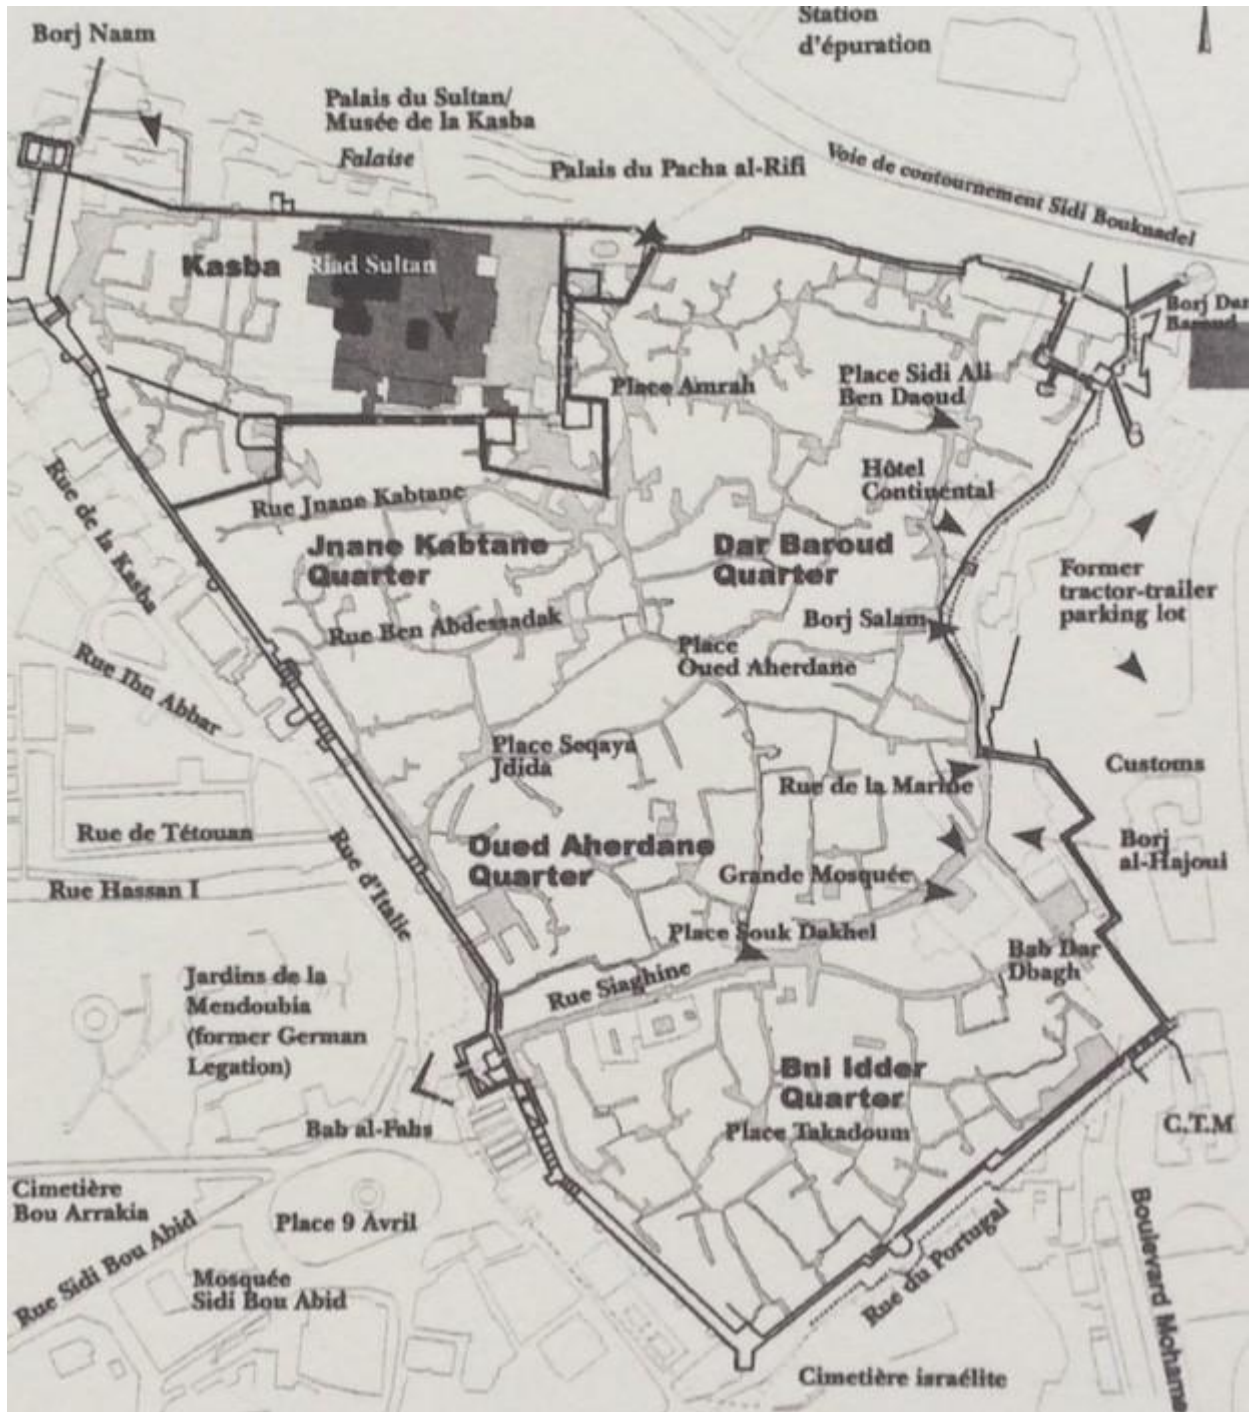 Borj Naam
Station
d'épuration
Palais du Sultan/
Musée de la Kasba
Falaise
Palais du Pacha al-Rifi
Voie de contournement Sidi Bouknadel
Kasba
Riad Sultan
Borj Dar
Baroud
Place Amrah
Place Sidi Ali
Ben Daoud
Hôtel
Continental
Rue de la Kasba
Rue Jnane Kabtane
Jnane Kabtane
Quarter
Dar Baroud
Quarter
Former
tractor-trailer
parking lot
Rue Ben Abdessadak
Borj Salam
Place
Oued Aherdane
Rue Ibn Abbar
Place Seqaya
Jdida
Rue de la Marine
Customs
Rue de Tétouan
Rue d'Italie
Oued Aherdane
Quarter
Borj
al-Hajoui
Rue Hassan I
Grande Mosquée
Place Souk Dakhel
Bab Dar
Dbagh
Jardins de la
Mendoubia
(former German
Legation)
Rue Siaghine
Bni Idder
Quarter
Bab al-Fahs
Place Takadoum
C.T.M
Cimetière
Bou Arrakia
Place 9 Avril
Rue Sidi Bou Abid
Mosquée
Sidi Bou Abid
Rue du Portugal
Boulevard Mohame
Cimetière israélite